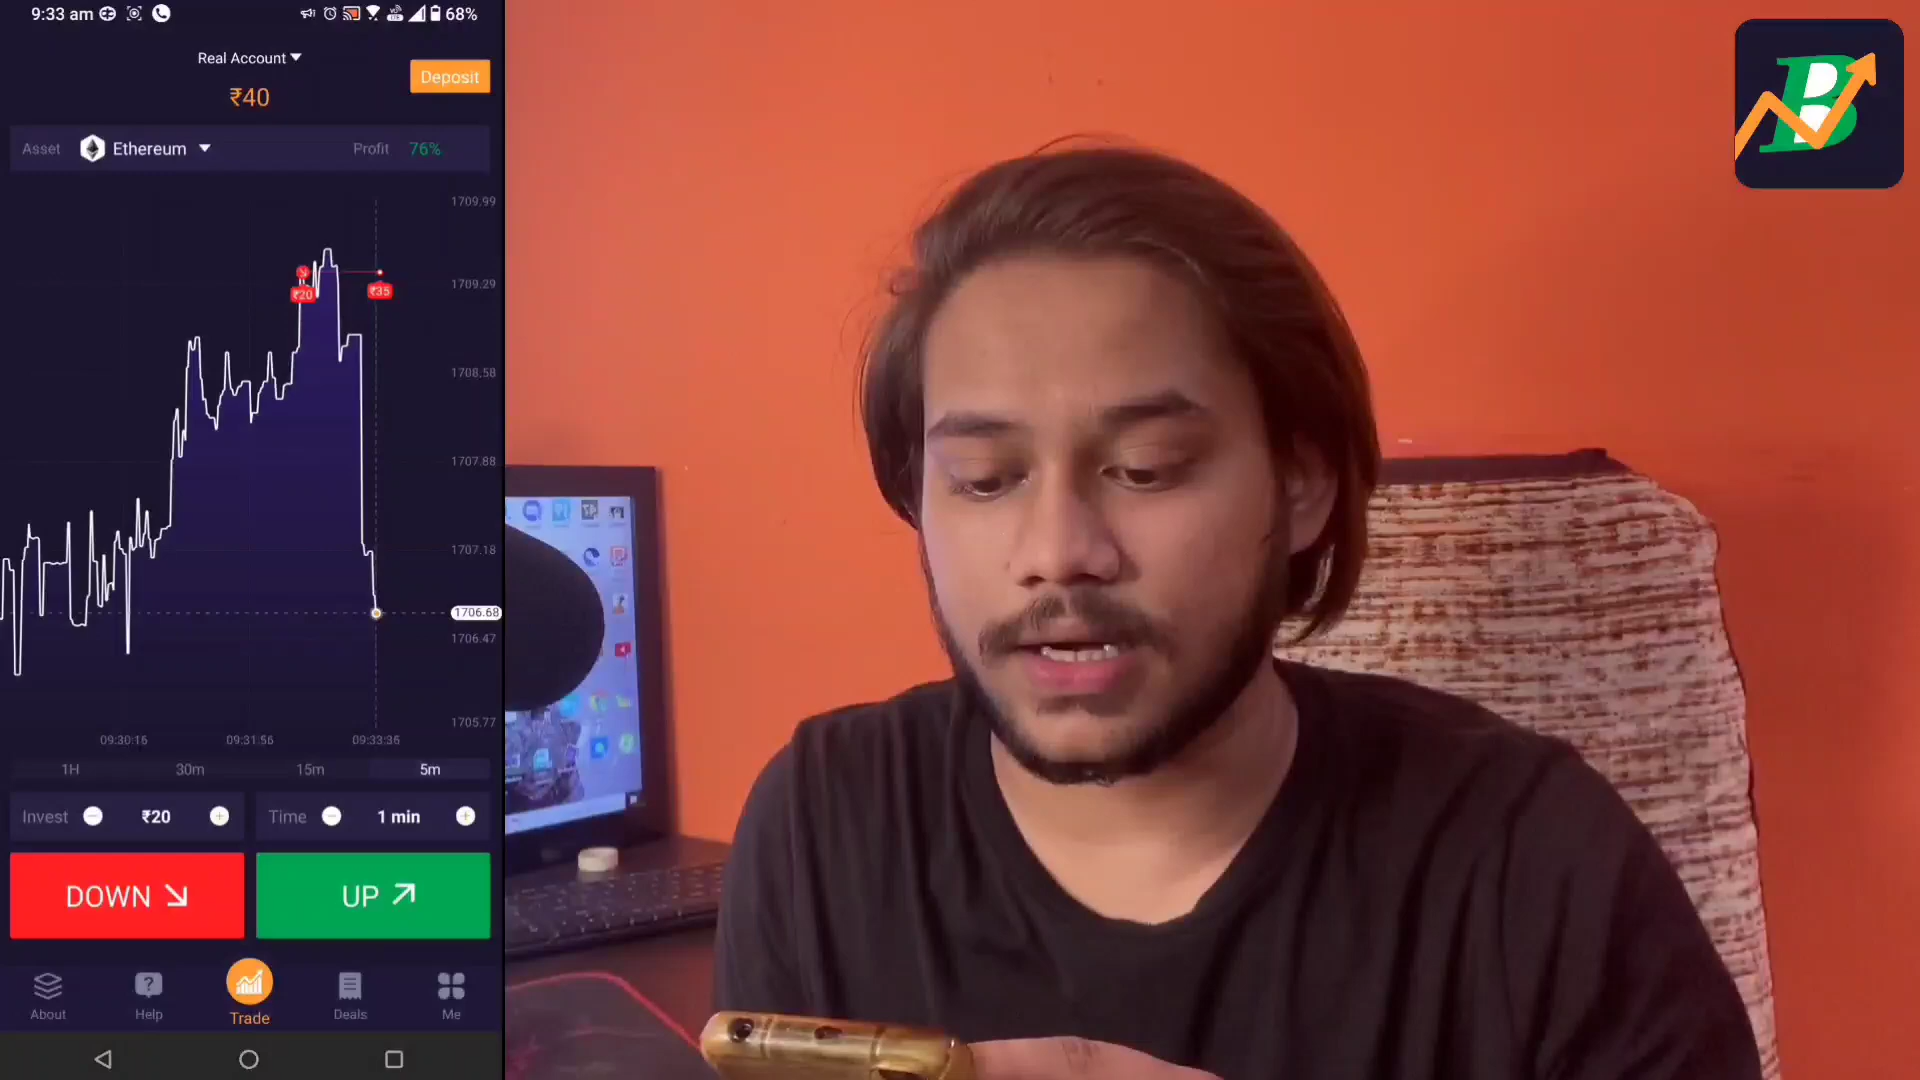 9:33 am 68%
Real Account
₹40
Deposit
Asset Ethereum Profit 76%
1709.99
1709.29
1708.58
1707.88
1707.18
1706.68
1706.47
1705.77
₹20 ₹35
09:30:16 09:31:56 09:33:36
1H 30m 15m 5m
Invest ₹20 Time 1 min
DOWN UP
About Help Trade Deals Me
B